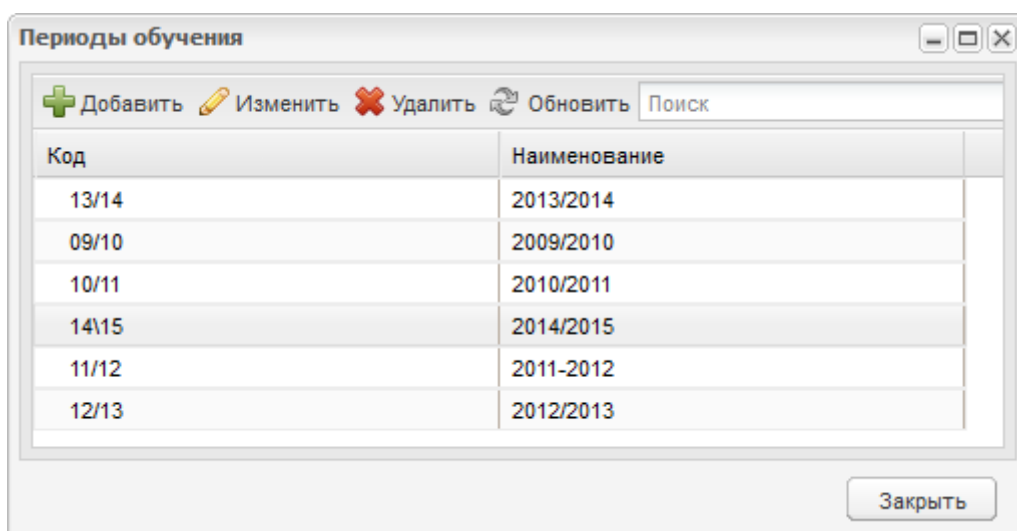 Периоды обучения
Добавить Изменить Удалить Обновить Поиск
Код Наименование
13/14 2013/2014
09/10 2009/2010
10/11 2010/2011
14\15 2014/2015
11/12 2011-2012
12/13 2012/2013
Закрыть